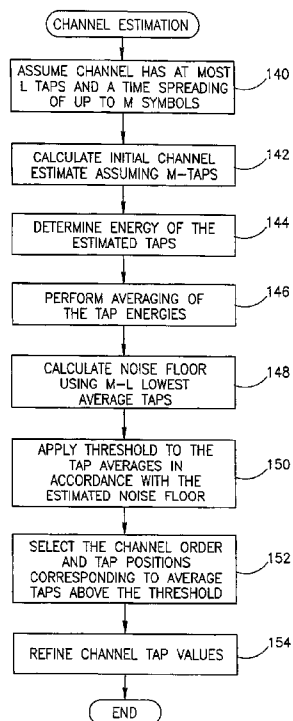 CHANNEL ESTIMATION
ASSUME CHANNEL HAS AT MOST
L TAPS AND A TIME SPREADING
OF UP TO M SYMBOLS
140
CALCULATE INITIAL CHANNEL
ESTIMATE ASSUMING M-TAPS
142
DETERMINE ENERGY OF THE
ESTIMATED TAPS
144
PERFORM AVERAGING OF
THE TAP ENERGIES
146
CALCULATE NOISE FLOOR
USING M-L LOWEST
AVERAGE TAPS
148
APPLY THRESHOLD TO THE
TAP AVERAGES IN
ACCORDANCE WITH THE
ESTIMATED NOISE FLOOR
150
SELECT THE CHANNEL ORDER
AND TAP POSITIONS
CORRESPONDING TO AVERAGE
TAPS ABOVE THE THRESHOLD
152
REFINE CHANNEL TAP VALUES
154
END